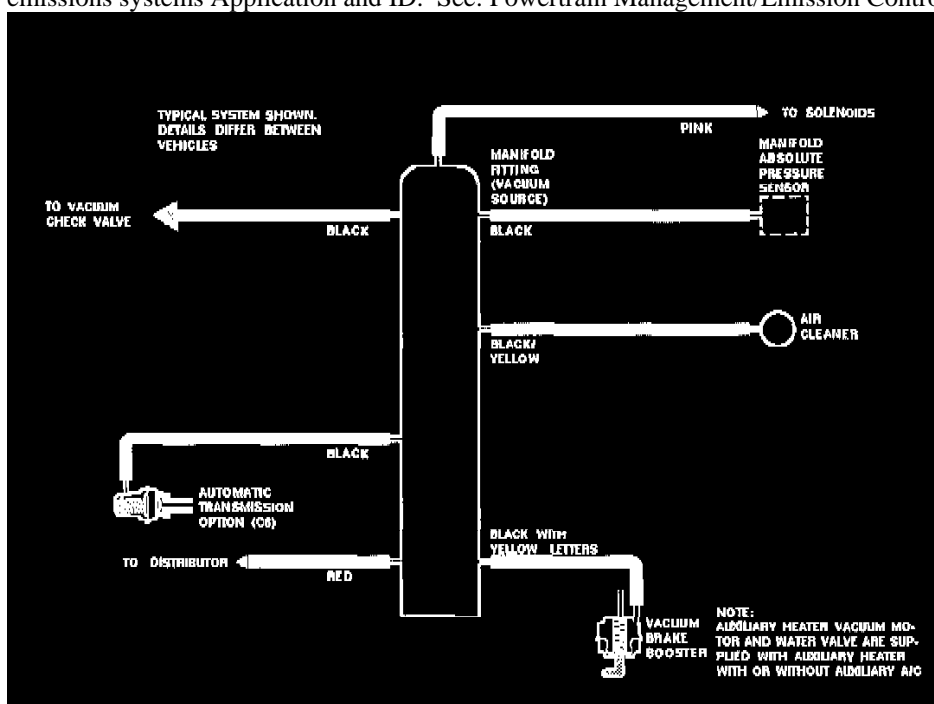 emissions systems Application and ID.  See: Powertrain Management/Emission Contro
TYPICAL SYSTEM SHOWN.
DETAILS DIFFER BETWEEN
VEHICLES
PINK
TO SOLENOIDS
MANIFOLD
FITTING
(VACUUM
SOURCE)
MANIFOLD
ABSOLUTE
PRESSURE
SENSOR
TO VACUUM
CHECK VALVE
BLACK
BLACK
BLACK/
YELLOW
AIR
CLEANER
BLACK
AUTOMATIC
TRANSMISSION
OPTION (C6)
BLACK WITH
YELLOW LETTERS
TO DISTRIBUTOR
RED
VACUUM
BRAKE
BOOSTER
NOTE:
AUXILIARY HEATER VACUUM MO-
TOR AND WATER VALVE ARE SUP-
PLIED WITH AUXILIARY HEATER
WITH OR WITHOUT AUXILIARY A/C